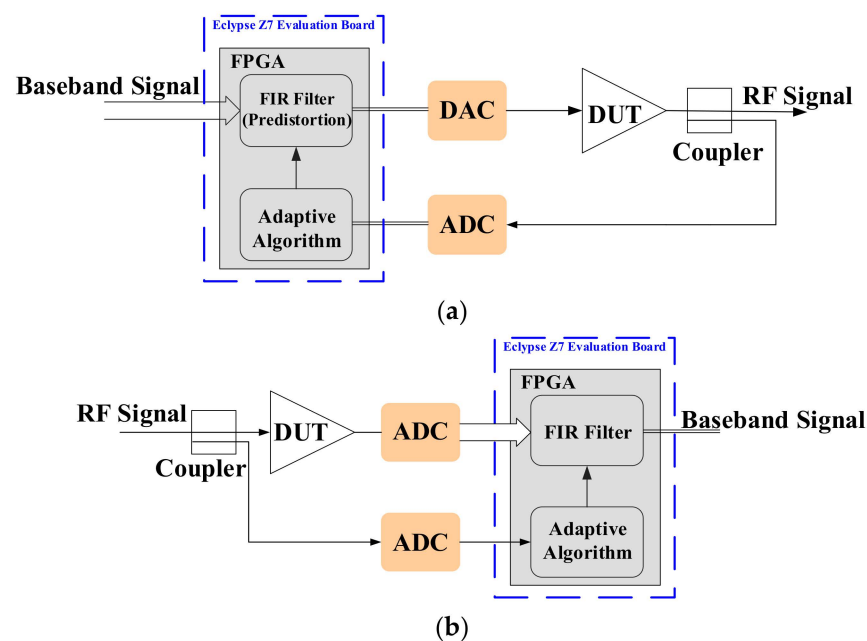 Eclypse Z7 Evaluation Board
FPGA
Baseband Signal
FIR Filter
(Predistortion)
DAC
DUT
RF Signal
Coupler
Adaptive
Algorithm
ADC
(a)
Eclypse Z7 Evaluation Board
FPGA
RF Signal
DUT
ADC
FIR Filter
Baseband Signal
Coupler
ADC
Adaptive
Algorithm
(b)